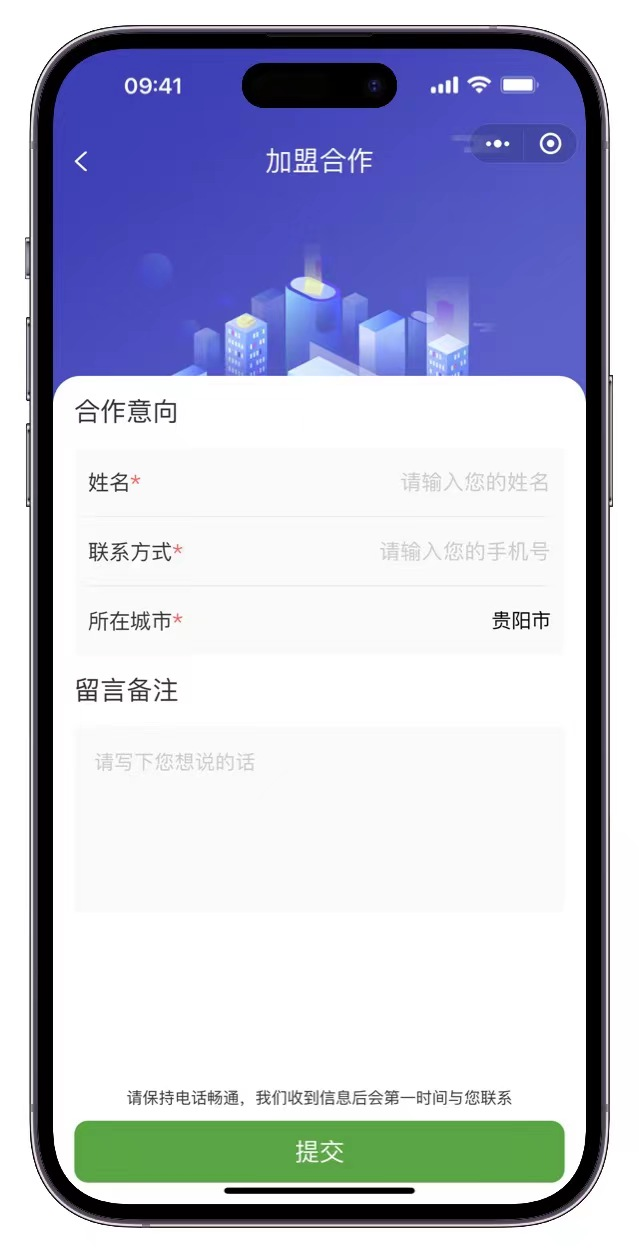 09:41
加盟合作
合作意向
姓名* 请输入您的姓名
联系方式* 请输入您的手机号
所在城市* 贵阳市
留言备注
请写下您想说的话
请保持电话畅通，我们收到信息后会第一时间与您联系
提交